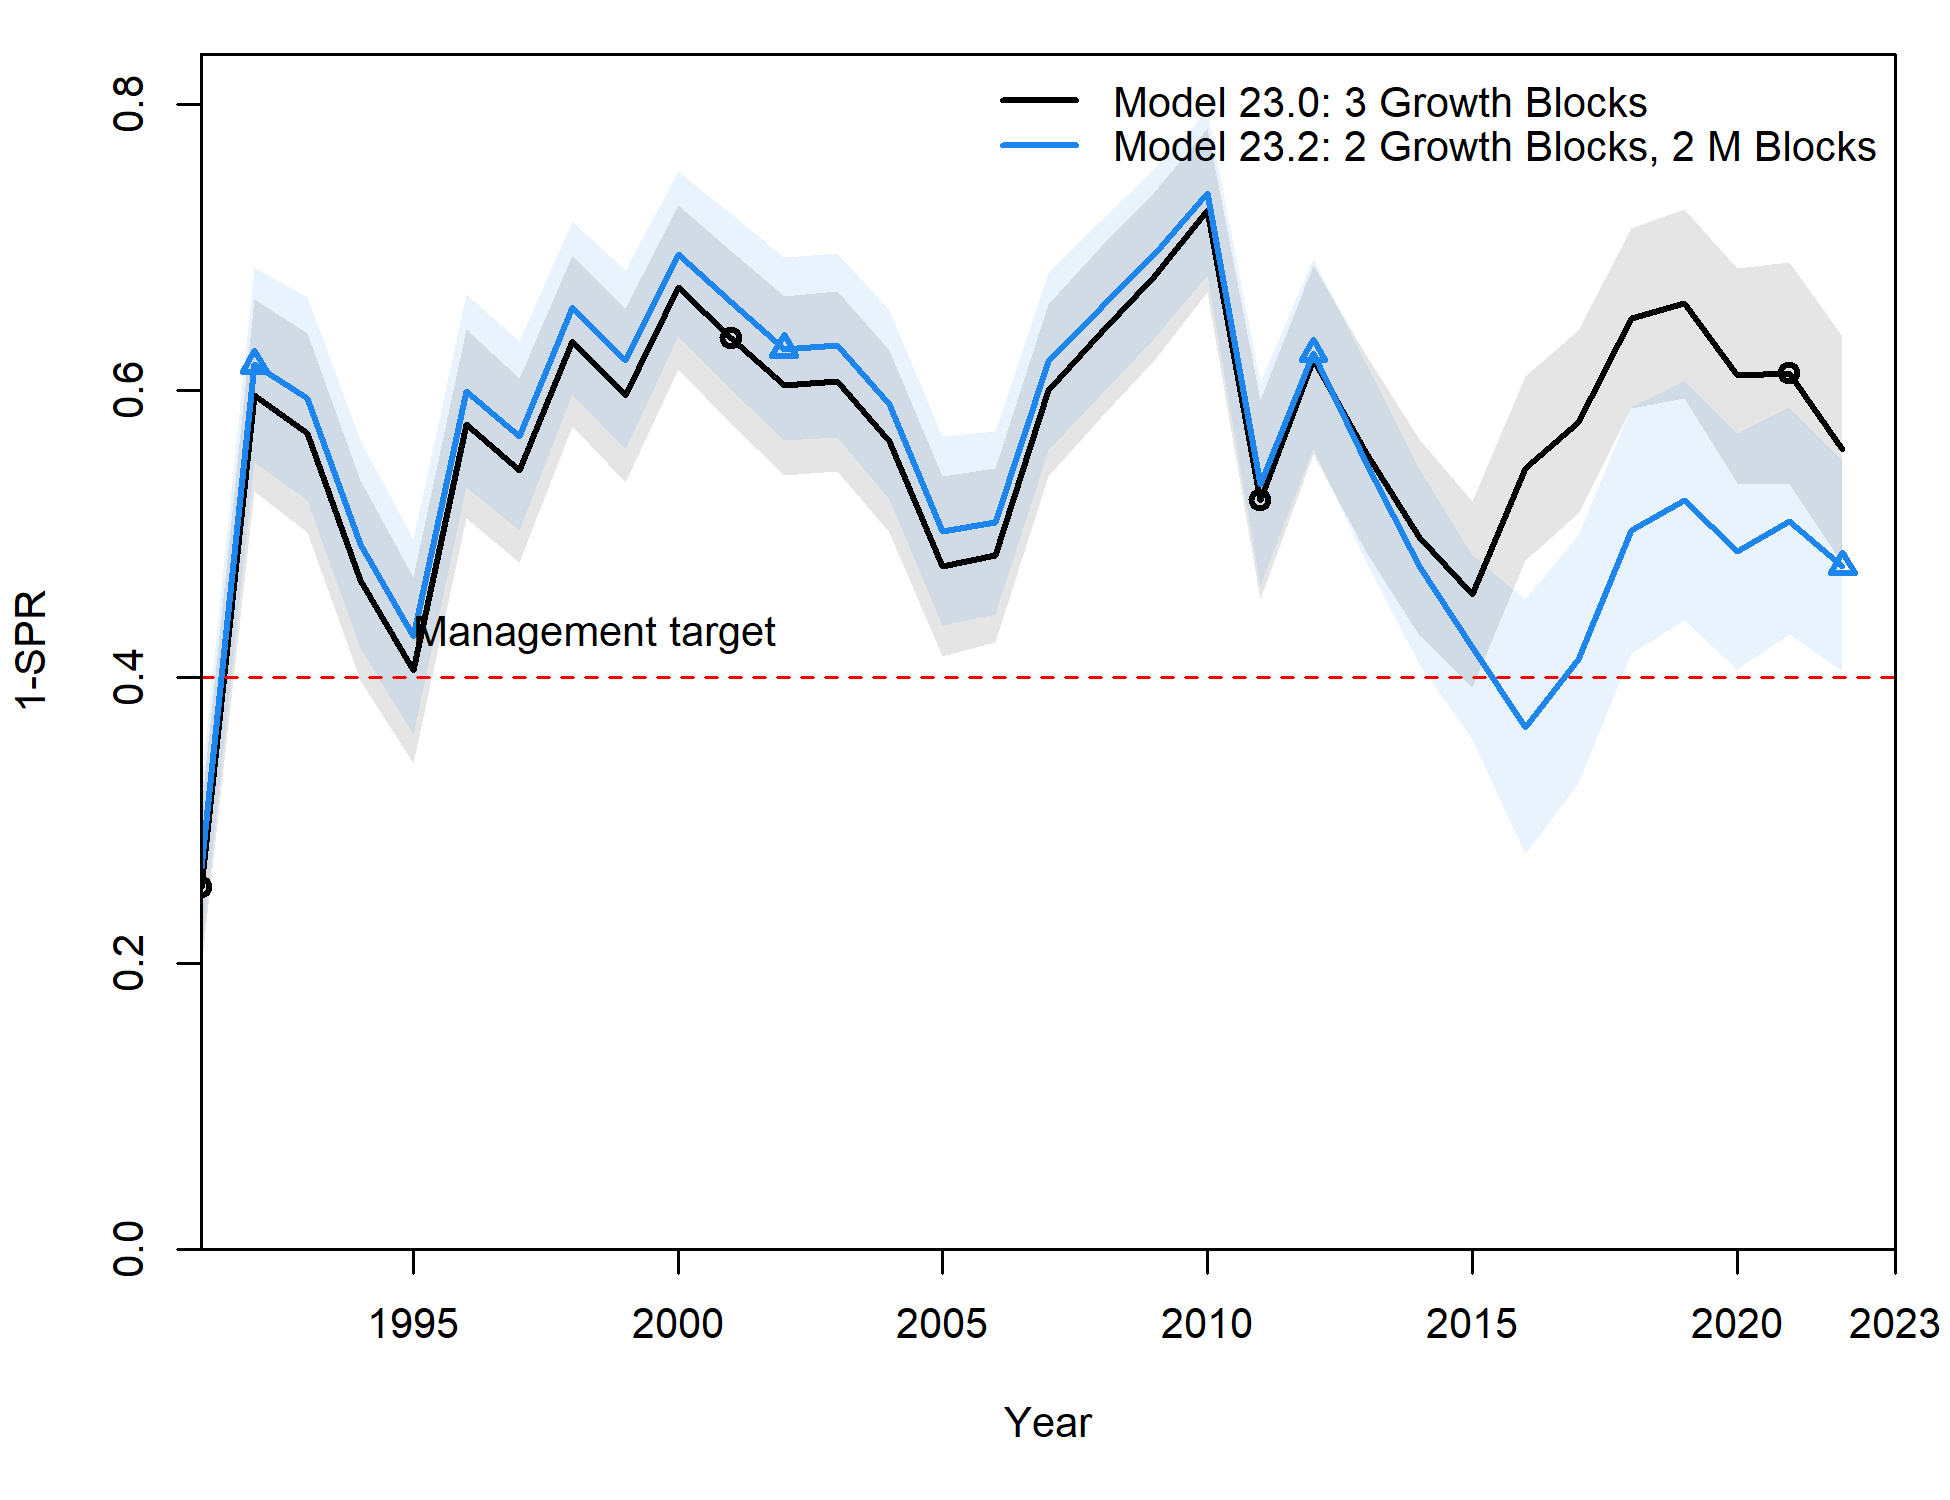 Model 23.0: 3 Growth Blocks
Model 23.2: 2 Growth Blocks, 2 M Blocks
0.8
0.6
0.4
0.2
0.0
1-SPR
Management target
1995 2000 2005 2010 2015 2020 2023
Year